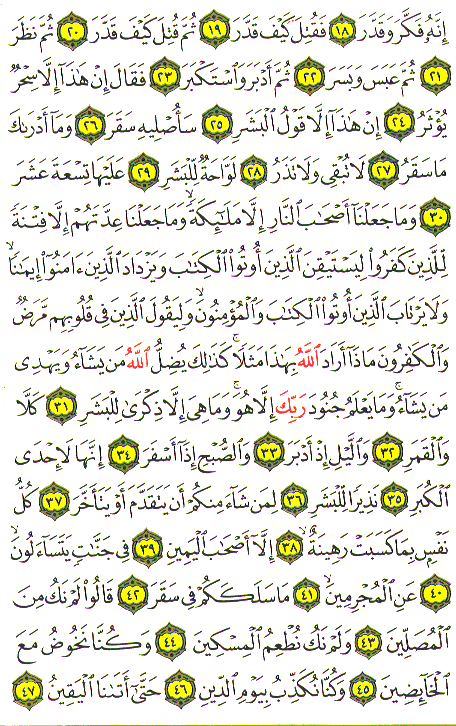 إِنَّهُۥ فَكَّرَ وَقَدَّرَ ١٨ فَقُتِلَ كَيْفَ قَدَّرَ ١٩ ثُمَّ قُتِلَ كَيْفَ قَدَّرَ ٢٠ ثُمَّ نَظَرَ
٢١ ثُمَّ عَبَسَ وَبَسَرَ ٢٢ ثُمَّ أَدْبَرَ وَٱسْتَكْبَرَ ٢٣ فَقَالَ إِنْ هَٰذَآ إِلَّا سِحْرٌ
يُؤْثَرُ ٢٤ إِنْ هَٰذَآ إِلَّا قَوْلُ ٱلْبَشَرِ ٢٥ سَأُصْلِيهِ سَقَرَ ٢٦ وَمَآ أَدْرَىٰكَ
مَا سَقَرُ ٢٧ لَا تُبْقِى وَلَا تَذَرُ ٢٨ لَوَّاحَةٌ لِّلْبَشَرِ ٢٩ عَلَيْهَا تِسْعَةَ عَشَرَ
٣٠ وَمَا جَعَلْنَآ أَصْحَٰبَ ٱلنَّارِ إِلَّا مَلَٰٓئِكَةً ۙ وَمَا جَعَلْنَا عِدَّتَهُمْ إِلَّا فِتْنَةً
لِّلَّذِينَ كَفَرُوا۟ لِيَسْتَيْقِنَ ٱلَّذِينَ أُوتُوا۟ ٱلْكِتَٰبَ وَيَزْدَادَ ٱلَّذِينَ ءَامَنُوٓا۟ إِيمَٰنًا ۙ
وَلَا يَرْتَابَ ٱلَّذِينَ أُوتُوا۟ ٱلْكِتَٰبَ وَٱلْمُؤْمِنُونَ ۙ وَلِيَقُولَ ٱلَّذِينَ فِى قُلُوبِهِم مَّرَضٌ
وَٱلْكَٰفِرُونَ مَاذَآ أَرَادَ ٱللَّهُ بِهَٰذَا مَثَلًا ۚ كَذَٰلِكَ يُضِلُّ ٱللَّهُ مَن يَشَآءُ وَيَهْدِى
مَن يَشَآءُ ۚ وَمَا يَعْلَمُ جُنُودَ رَبِّكَ إِلَّا هُوَ ۚ وَمَا هِىَ إِلَّا ذِكْرَىٰ لِلْبَشَرِ ٣١ كَلَّا
وَٱلْقَمَرِ ٣٢ وَٱلَّيْلِ إِذْ أَدْبَرَ ٣٣ وَٱلصُّبْحِ إِذَآ أَسْفَرَ ٣٤ إِنَّهَا لَإِحْدَى
ٱلْكُبَرِ ٣٥ نَذِيرًا لِّلْبَشَرِ ٣٦ لِمَن شَآءَ مِنكُمْ أَن يَتَقَدَّمَ أَوْ يَتَأَخَّرَ ٣٧ كُلُّ
نَفْسٍۭ بِمَا كَسَبَتْ رَهِينَةٌ ٣٨ إِلَّآ أَصْحَٰبَ ٱلْيَمِينِ ٣٩ فِى جَنَّٰتٍ يَتَسَآءَلُونَ
٤٠ عَنِ ٱلْمُجْرِمِينَ ٤١ مَا سَلَكَكُمْ فِى سَقَرَ ٤٢ قَالُوا۟ لَمْ نَكُ مِنَ
ٱلْمُصَلِّينَ ٤٣ وَلَمْ نَكُ نُطْعِمُ ٱلْمِسْكِينَ ٤٤ وَكُنَّا نَخُوضُ مَعَ
ٱلْخَآئِضِينَ ٤٥ وَكُنَّا نُكَذِّبُ بِيَوْمِ ٱلدِّينِ ٤٦ حَتَّىٰٓ أَتَىٰنَا ٱلْيَقِينُ ٤٧